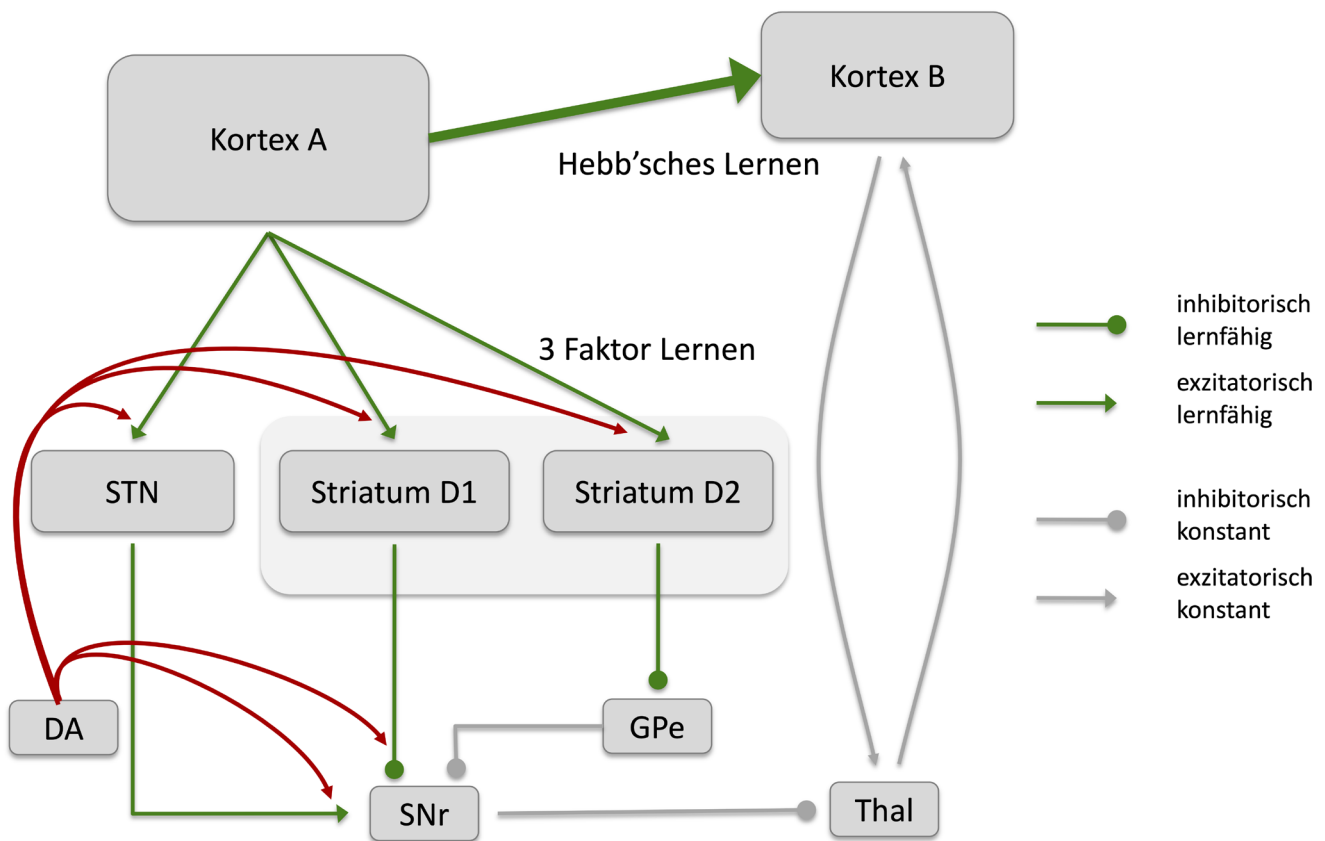 Kortex A
Kortex B
Hebb’sches Lernen
3 Faktor Lernen
STN
Striatum D1
Striatum D2
DA
GPe
SNr
Thal
inhibitorisch
lernfähig
exzitatorisch
lernfähig
inhibitorisch
konstant
exzitatorisch
konstant